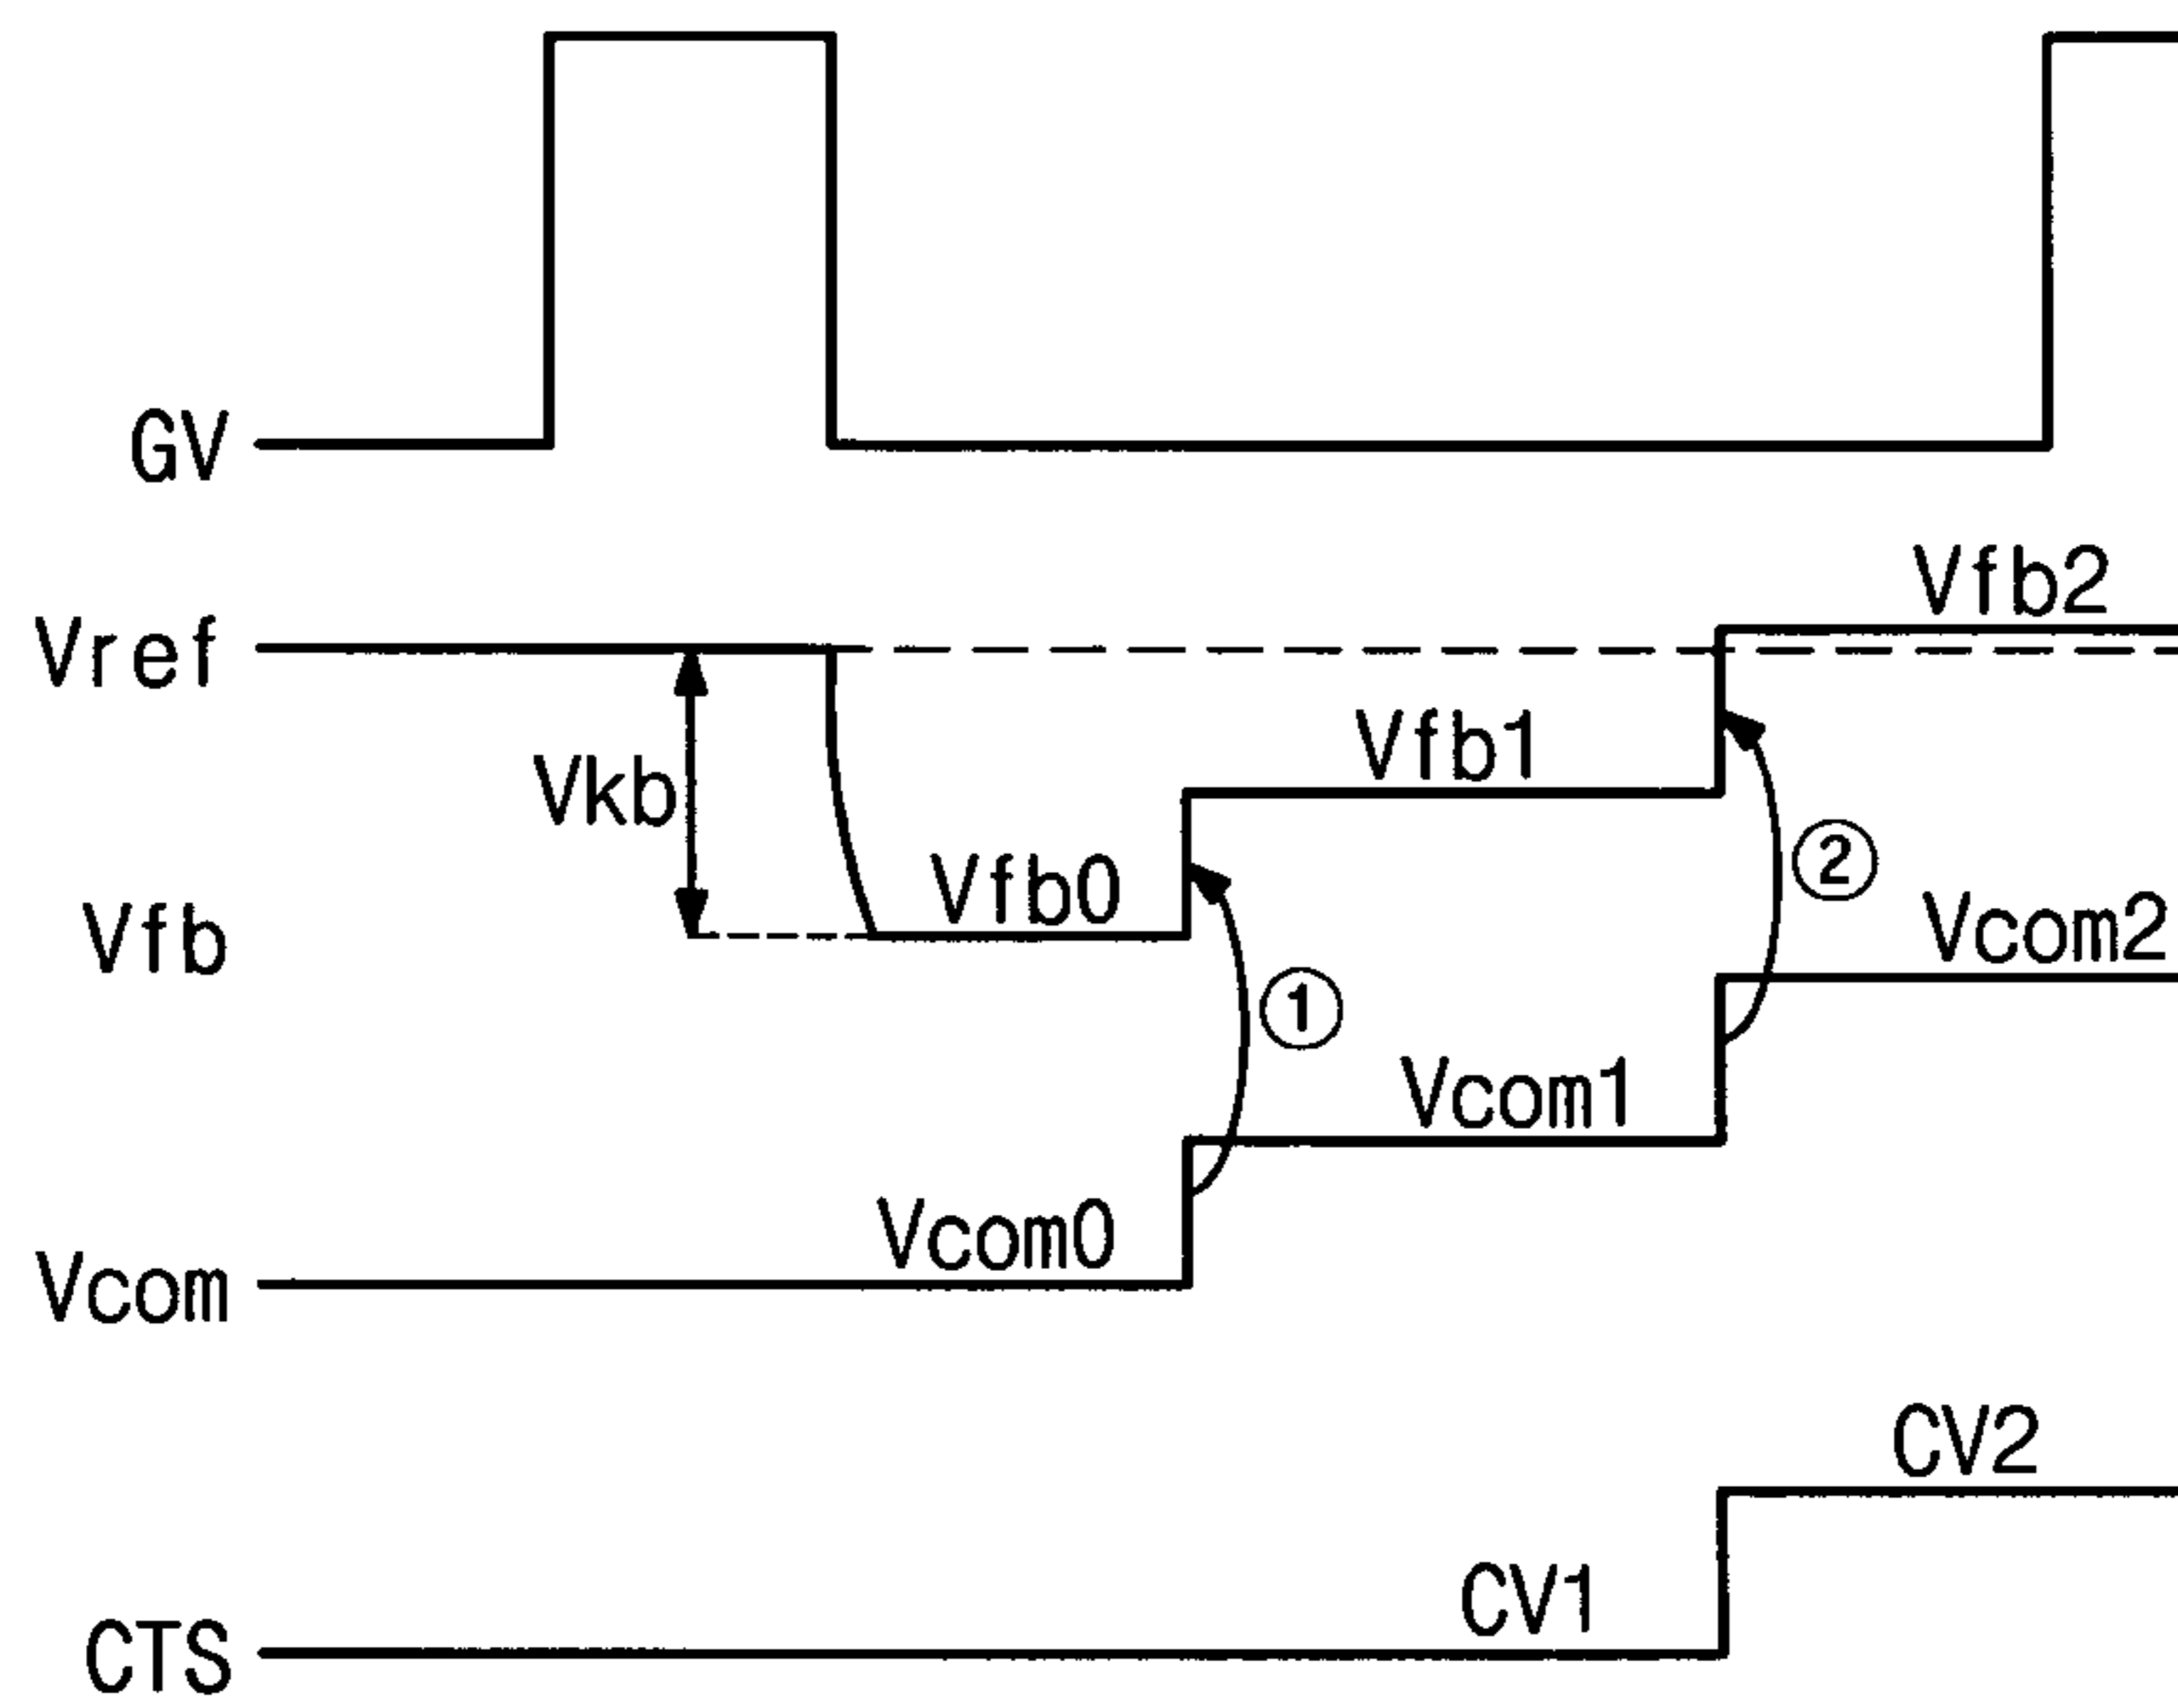 GV
Vfb2
Vref
Vfb1
Vkb
②
Vfb0
Vcom2
Vfb
①
Vcom1
Vcom0
Vcom
CV2
CV1
CTS